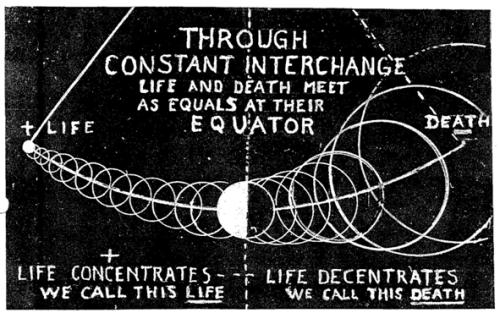 THROUGH
CONSTANT INTERCHANGE
LIFE AND DEATH MEET
AS EQUALS AT THEIR
EQUATOR
+ LIFE
DEATH
+
LIFE CONCENTRATES --- LIFE DECENTRATES
WE CALL THIS LIFE WE CALL THIS DEATH